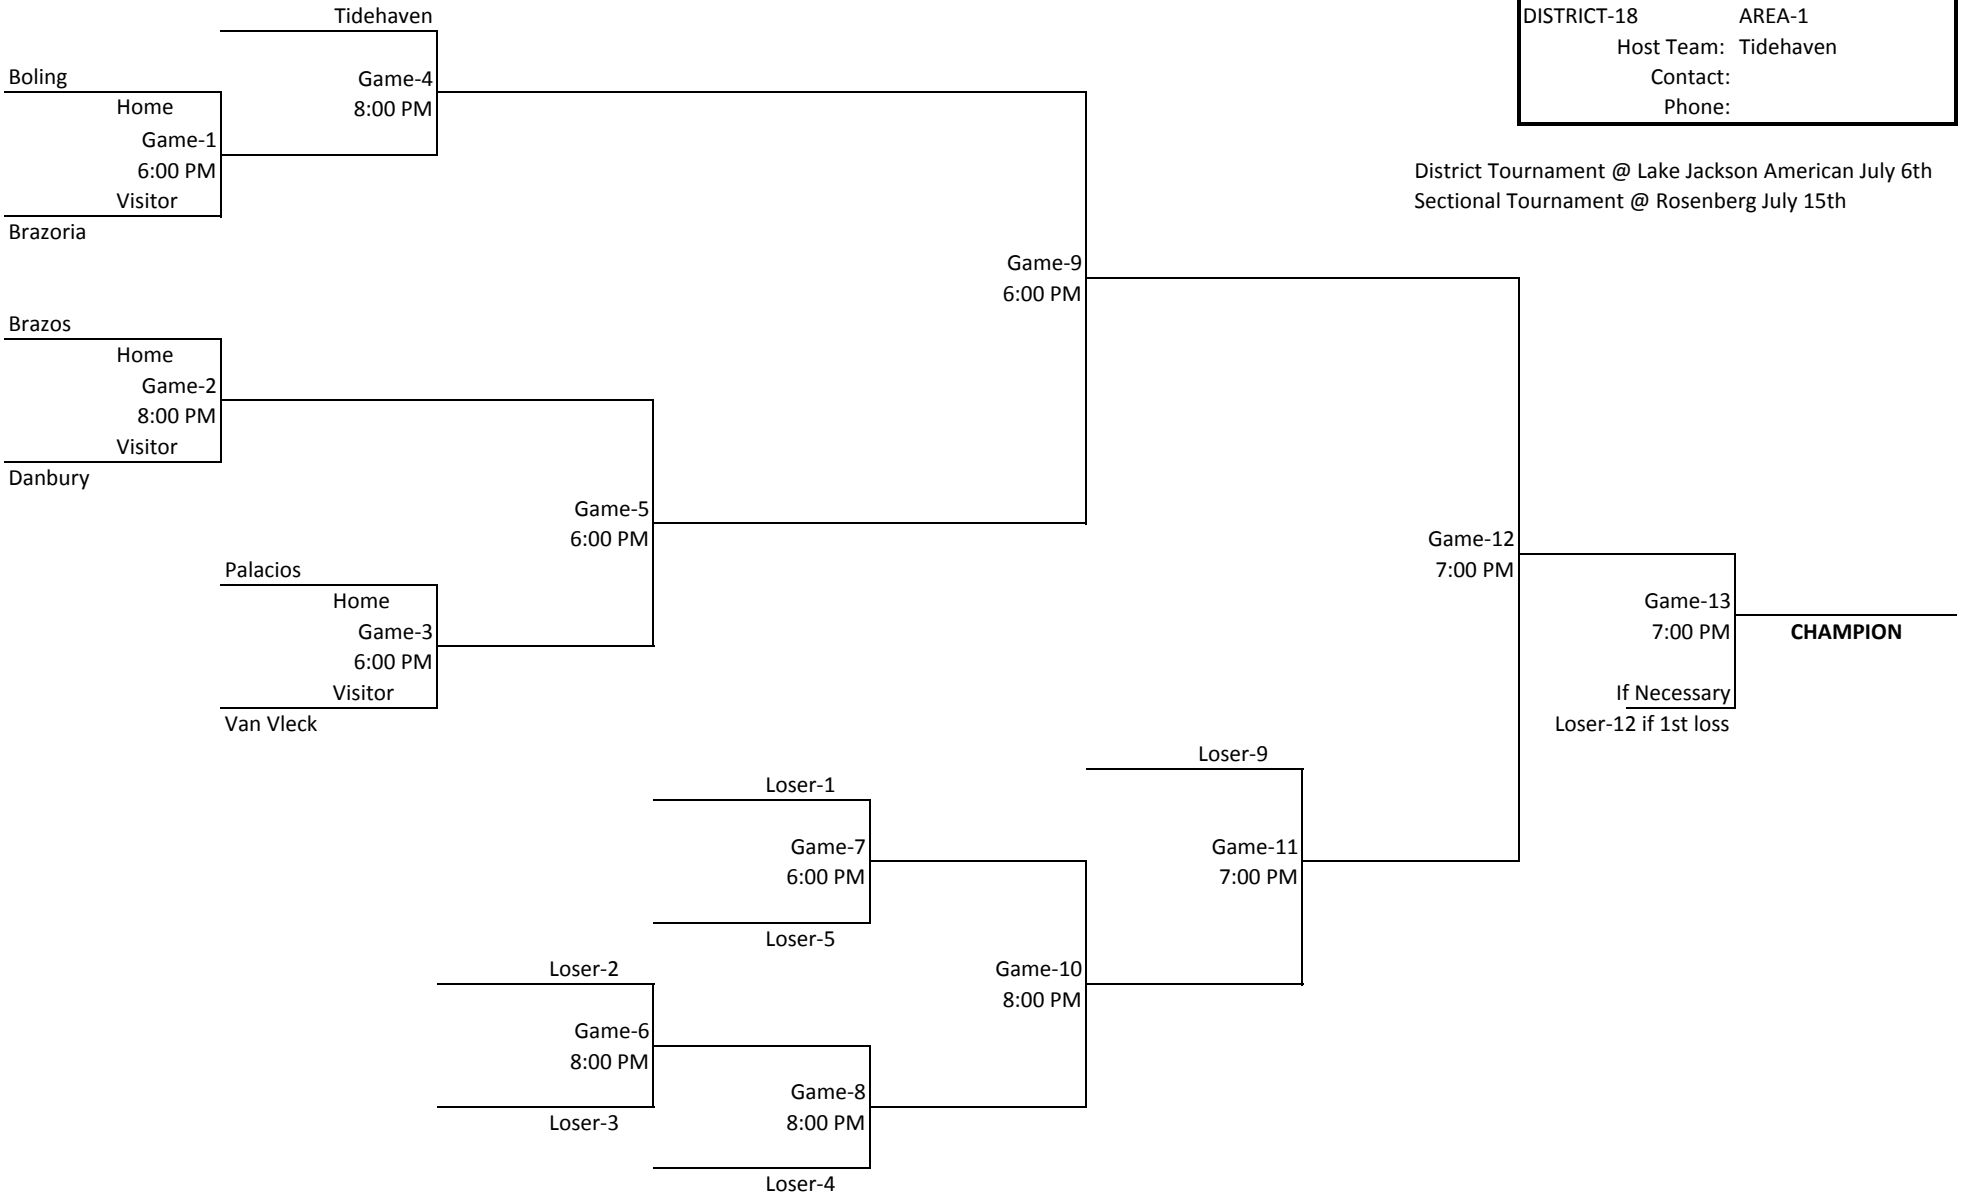 Tidehaven
DISTRICT-18 AREA-1
Host Team: Tidehaven
Contact:
Phone:
District Tournament @ Lake Jackson American July 6th
Sectional Tournament @ Rosenberg July 15th
Boling
Home
Game-1
6:00 PM
Visitor
Brazoria
Game-4
8:00 PM
Brazos
Home
Game-2
8:00 PM
Visitor
Danbury
Game-9
6:00 PM
Game-5
6:00 PM
Palacios
Home
Game-3
6:00 PM
Visitor
Van Vleck
Game-12
7:00 PM
Game-13
7:00 PM
CHAMPION
If Necessary
Loser-12 if 1st loss
Loser-9
Loser-1
Game-7
6:00 PM
Loser-5
Game-11
7:00 PM
Loser-2
Game-6
8:00 PM
Loser-3
Game-10
8:00 PM
Game-8
8:00 PM
Loser-4